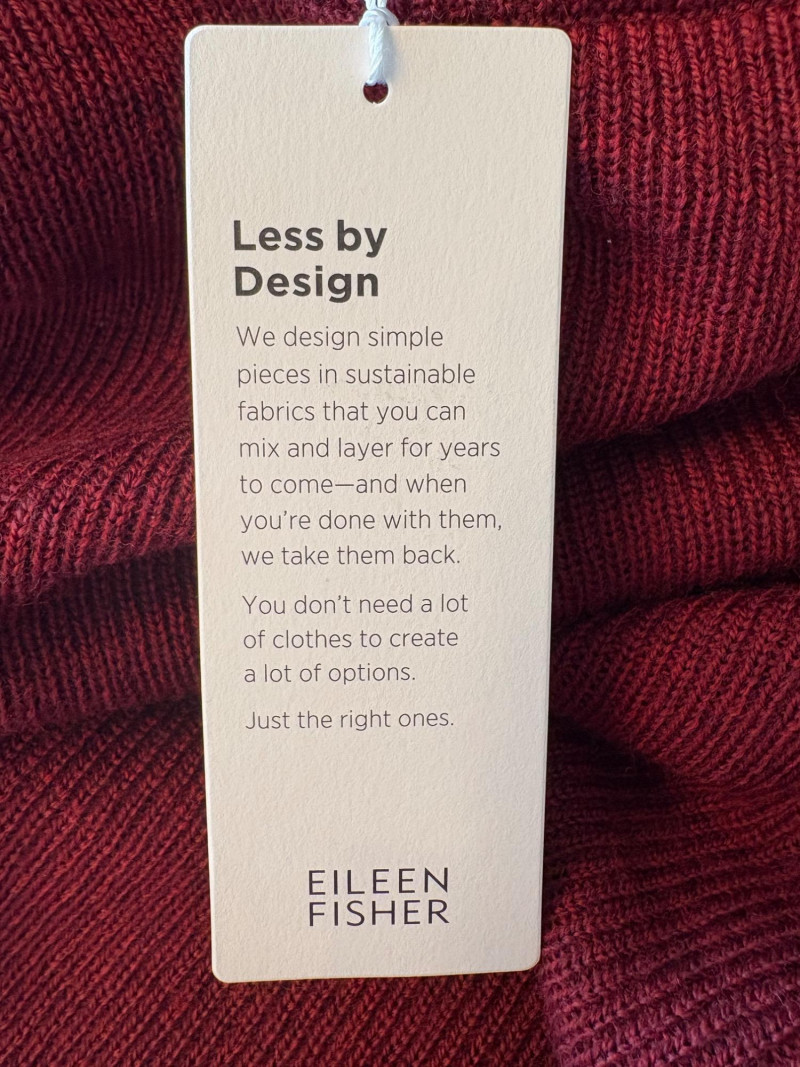 Less by
Design
We design simple
pieces in sustainable
fabrics that you can
mix and layer for years
to come—and when
you’re done with them,
we take them back.
You don’t need a lot
of clothes to create
a lot of options.
Just the right ones.
EILEEN
FISHER